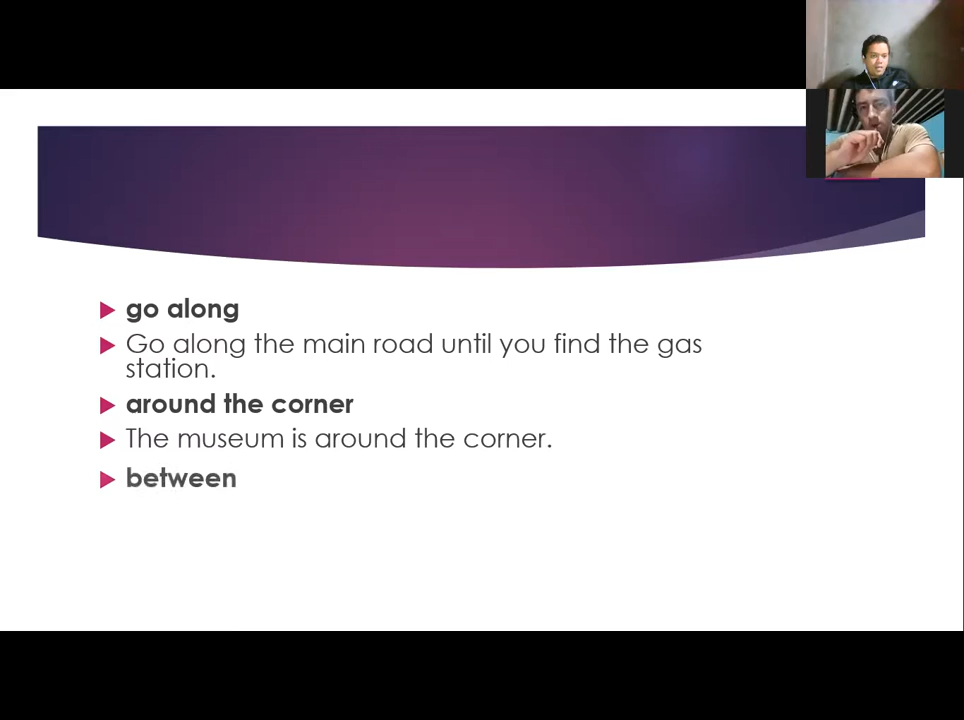 go along
Go along the main road until you find the gas
station.
around the corner
The museum is around the corner.
between